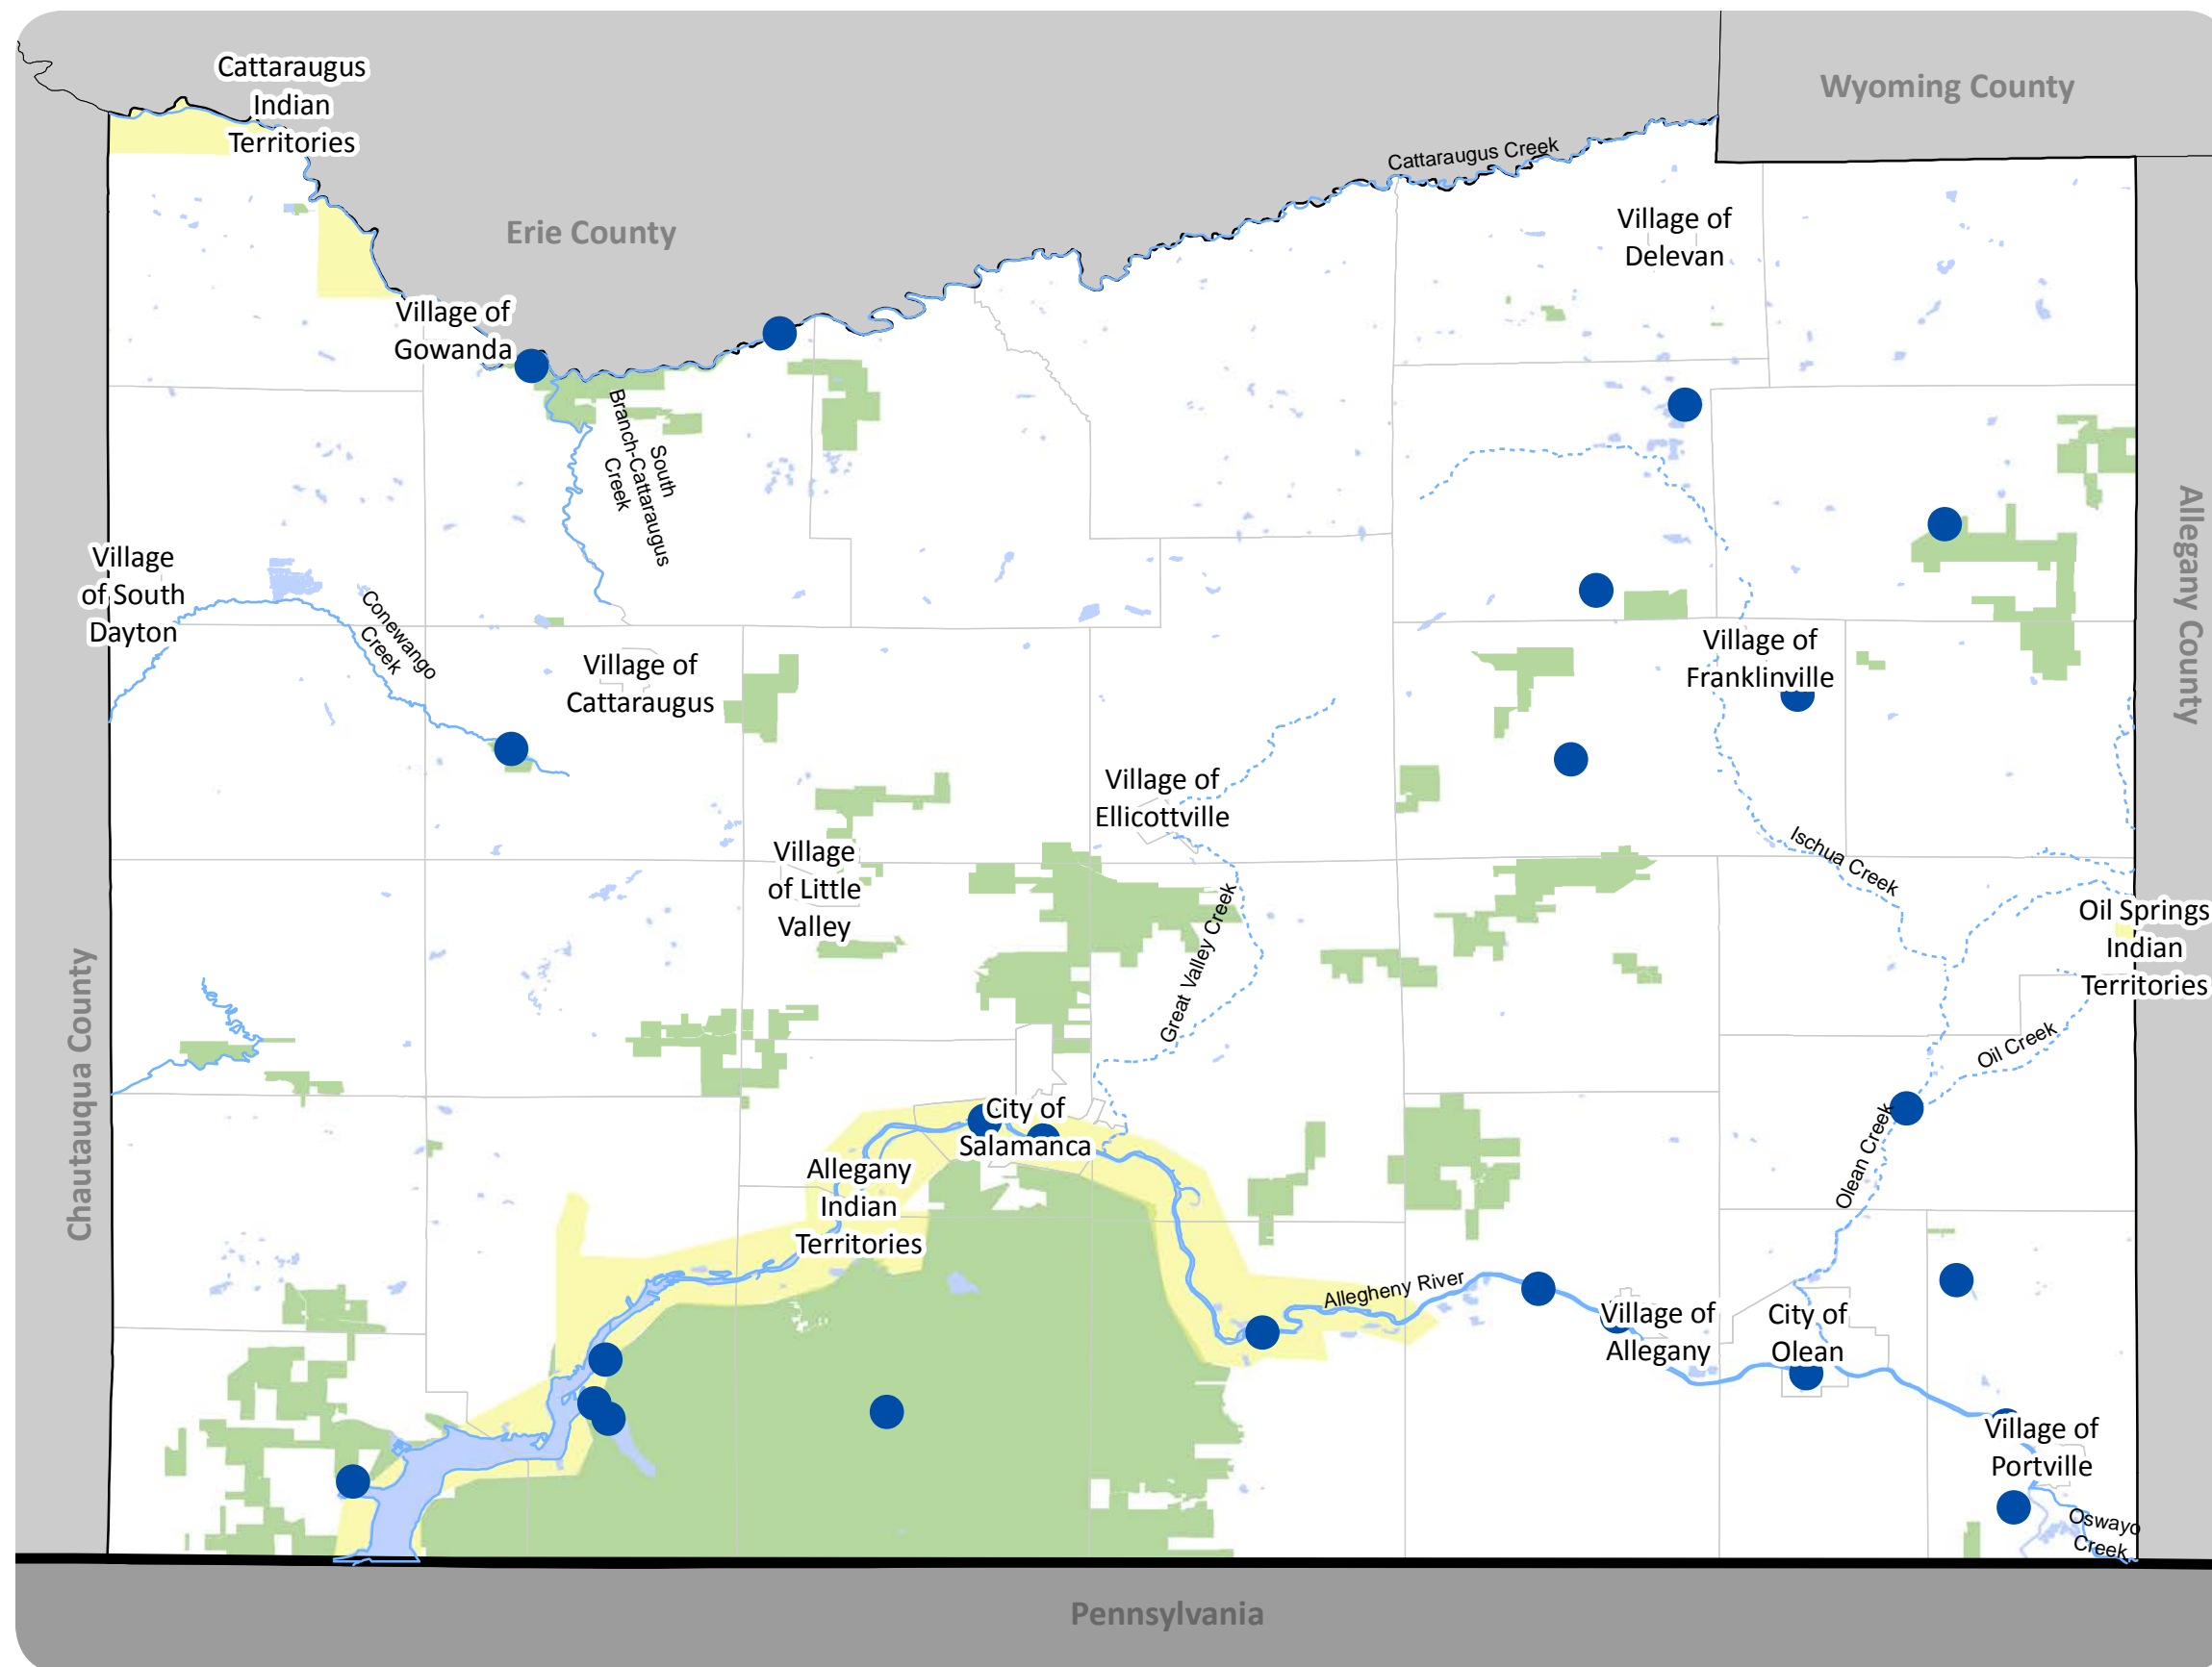 Cattaraugus
Indian
Territories
Wyoming County
Cattaraugus Creek
Erie County
Village of
Delevan
Village of
Gowanda
South
Branch-Cattaraugus
Creek
Allegany County
Village
of South
Dayton
Conewango
Creek
Village of
Cattaraugus
Village of
Franklinville
Village of
Ellicottville
Ischua Creek
Village
of Little
Valley
Great Valley Creek
Oil Springs
Indian
Territories
Chautauqua County
Oil Creek
City of
Salamanca
Olean Creek
Allegany
Indian
Territories
Allegheny River
Village of
Allegany
City of
Olean
Village of
Portville
Oswayo
Creek
Pennsylvania